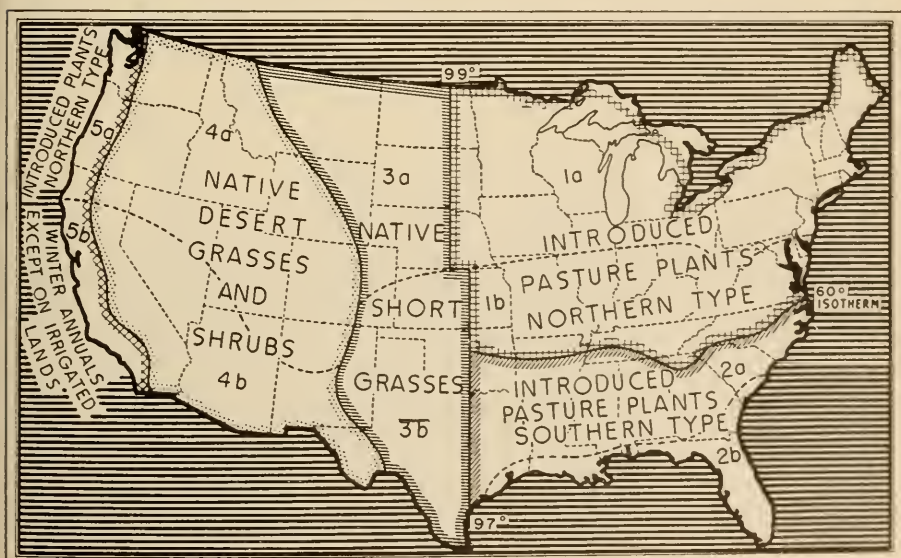 INTRODUCED PLANTS
NORTHERN TYPE
5a
5b
WINTER ANNUALS
EXCEPT ON IRRIGATED
LANDS
4a
NATIVE
DESERT
GRASSES
AND
SHRUBS
4b
99°
3a
NATIVE
SHORT
GRASSES
3b
97°
1a
INTRODUCED
1b
PASTURE PLANTS
NORTHERN TYPE
60°
ISOTHERM
2a
INTRODUCED
PASTURE PLANTS
SOUTHERN TYPE
2b